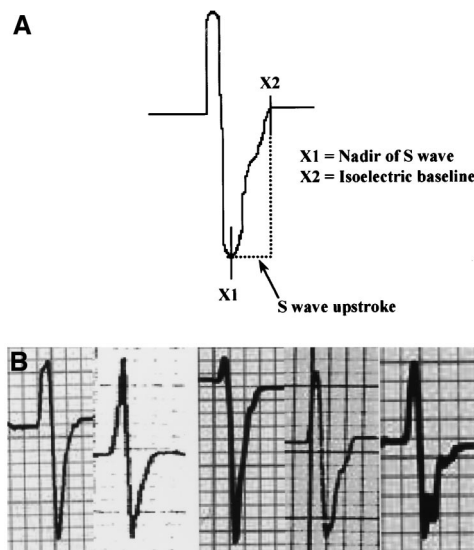 A
X2
X1 = Nadir of S wave
X2 = Isoelectric baseline
X1
S wave upstroke
B